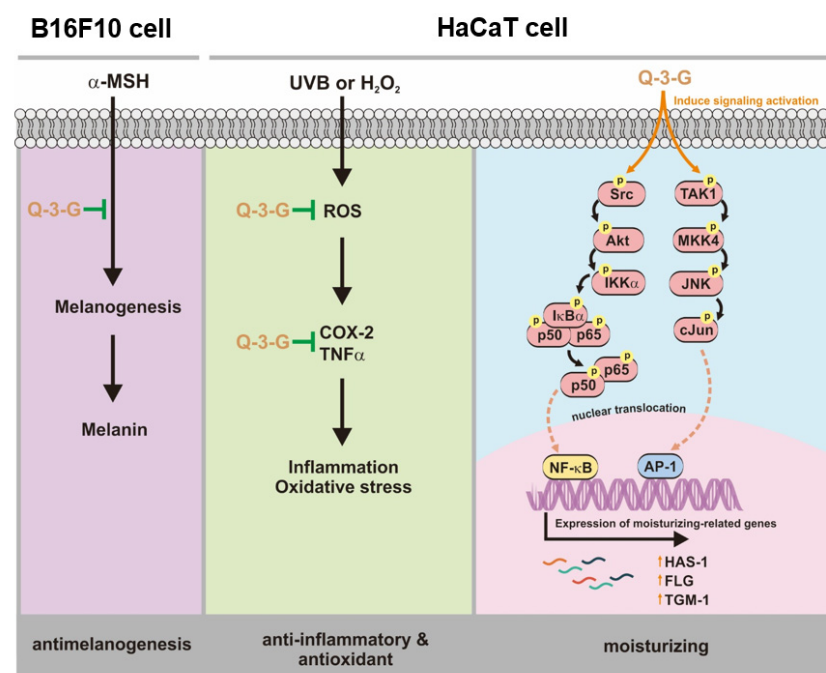 B16F10 cell
HaCaT cell
α-MSH
Q-3-G
Melanogenesis
Melanin
antimelanogenesis
UVB or H₂O₂
Q-3-G
ROS
Q-3-G
COX-2
TNFα
Inflammation
Oxidative stress
anti-inflammatory &
antioxidant
Q-3-G
Induce signaling activation
p
Src
p
Akt
p
IKKα
p
IκBα
p
p50
p
p65
p
p65
p
p50
p
TAK1
p
MKK4
p
JNK
p
cJun
nuclear translocation
NF-κB
AP-1
Expression of moisturizing-related genes
↑HAS-1
↑FLG
↑TGM-1
moisturizing